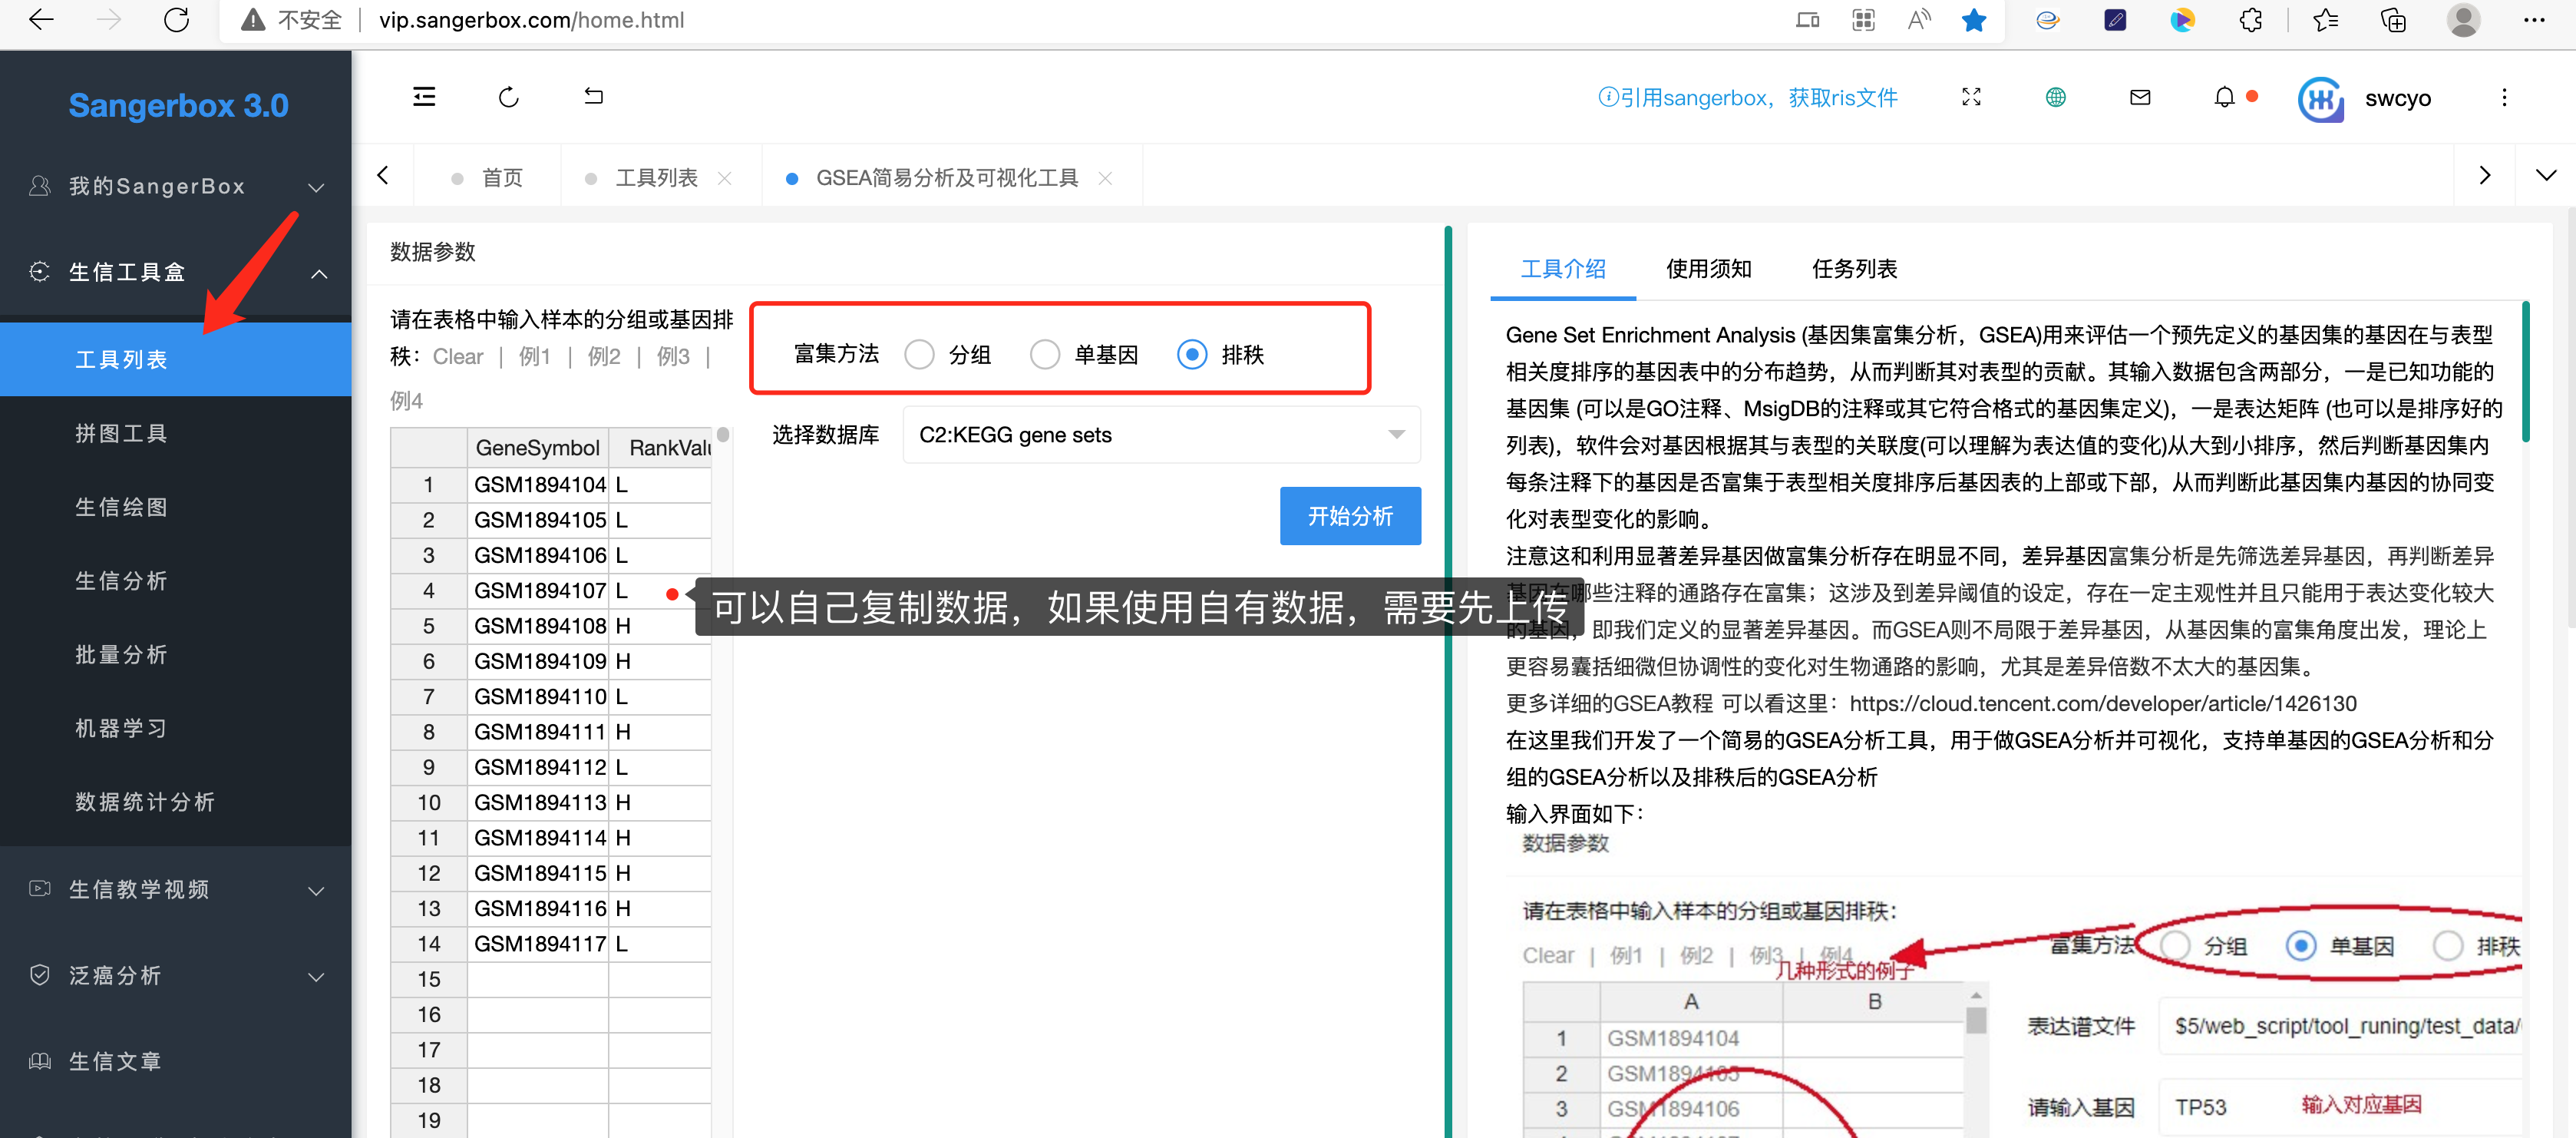 不安全 | vip.sangerbox.com/home.html
Sangerbox 3.0
引用sangerbox，获取ris文件
swcyo
我的SangerBox
生信工具盒
工具列表
拼图工具
生信绘图
生信分析
批量分析
机器学习
数据统计分析
生信教学视频
泛癌分析
生信文章
首页
工具列表
GSEA简易分析及可视化工具
数据参数
请在表格中输入样本的分组或基因排
秩：Clear | 例1 | 例2 | 例3 |
例4
GeneSymbol RankValu
1 GSM1894104 L
2 GSM1894105 L
3 GSM1894106 L
4 GSM1894107 L
5 GSM1894108 H
6 GSM1894109 H
7 GSM1894110 L
8 GSM1894111 H
9 GSM1894112 L
10 GSM1894113 H
11 GSM1894114 H
12 GSM1894115 H
13 GSM1894116 H
14 GSM1894117 L
15
16
17
18
19
富集方法 分组 单基因 排秩
选择数据库 C2:KEGG gene sets
开始分析
可以自己复制数据，如果使用自有数据，需要先上传
工具介绍 使用须知 任务列表
Gene Set Enrichment Analysis (基因集富集分析，GSEA)用来评估一个预先定义的基因集的基因在与表型
相关度排序的基因表中的分布趋势，从而判断其对表型的贡献。其输入数据包含两部分，一是已知功能的
基因集 (可以是GO注释、MsigDB的注释或其它符合格式的基因集定义)，一是表达矩阵 (也可以是排序好的
列表)，软件会对基因根据其与表型的关联度(可以理解为表达值的变化)从大到小排序，然后判断基因集内
每条注释下的基因是否富集于表型相关度排序后基因表的上部或下部，从而判断此基因集内基因的协同变
化对表型变化的影响。
注意这和利用显著差异基因做富集分析存在明显不同，差异基因富集分析是先筛选差异基因，再判断差异
基因在哪些注释的通路存在富集；这涉及到差异阈值的设定，存在一定主观性并且只能用于表达变化较大
的基因，即我们定义的显著差异基因。而GSEA则不局限于差异基因，从基因集的富集角度出发，理论上
更容易囊括细微但协调性的变化对生物通路的影响，尤其是差异倍数不太大的基因集。
更多详细的GSEA教程 可以看这里：https://cloud.tencent.com/developer/article/1426130
在这里我们开发了一个简易的GSEA分析工具，用于做GSEA分析并可视化，支持单基因的GSEA分析和分
组的GSEA分析以及排秩后的GSEA分析
输入界面如下：
数据参数
请在表格中输入样本的分组或基因排秩：
Clear | 例1 | 例2 | 例3 | 例4
几种形式的例子
富集方法 分组 单基因 排秩
A B
1 GSM1894104
2 GSM1894105
3 GSM1894106
表达谱文件 $5/web_script/tool_runing/test_data/
请输入基因 TP53 输入对应基因